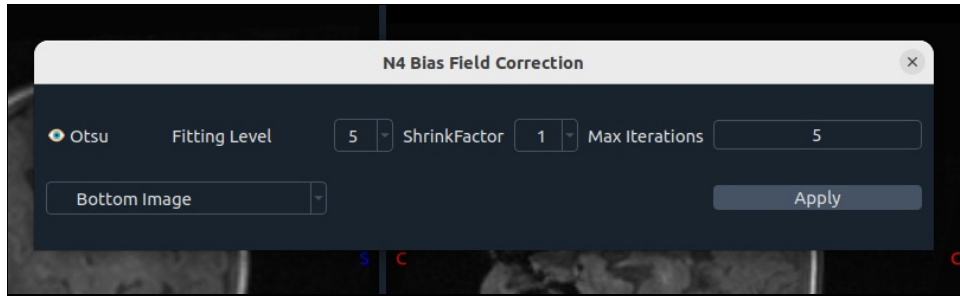 N4 Bias Field Correction
Otsu Fitting Level 5 ShrinkFactor 1 Max Iterations 5
Bottom Image Apply
S C C